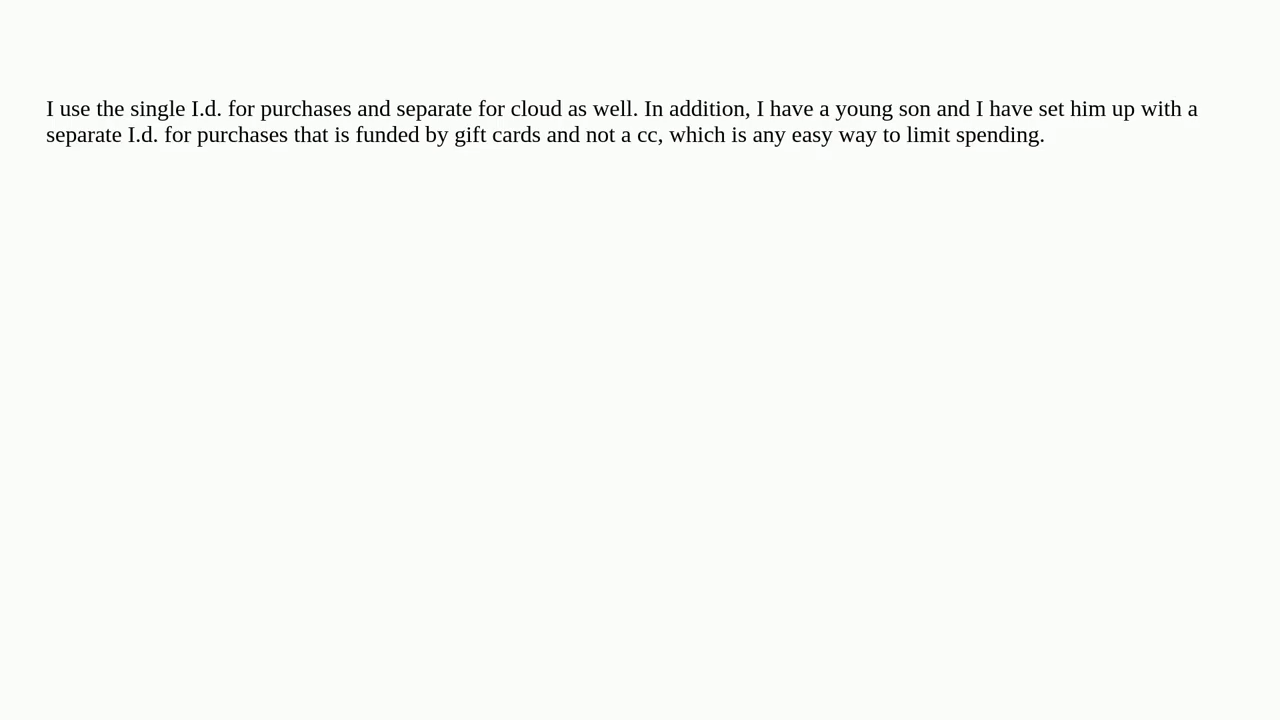 I use the single I.d. for purchases and separate for cloud as well. In addition, I have a young son and I have set him up with a
separate I.d. for purchases that is funded by gift cards and not a cc, which is any easy way to limit spending.